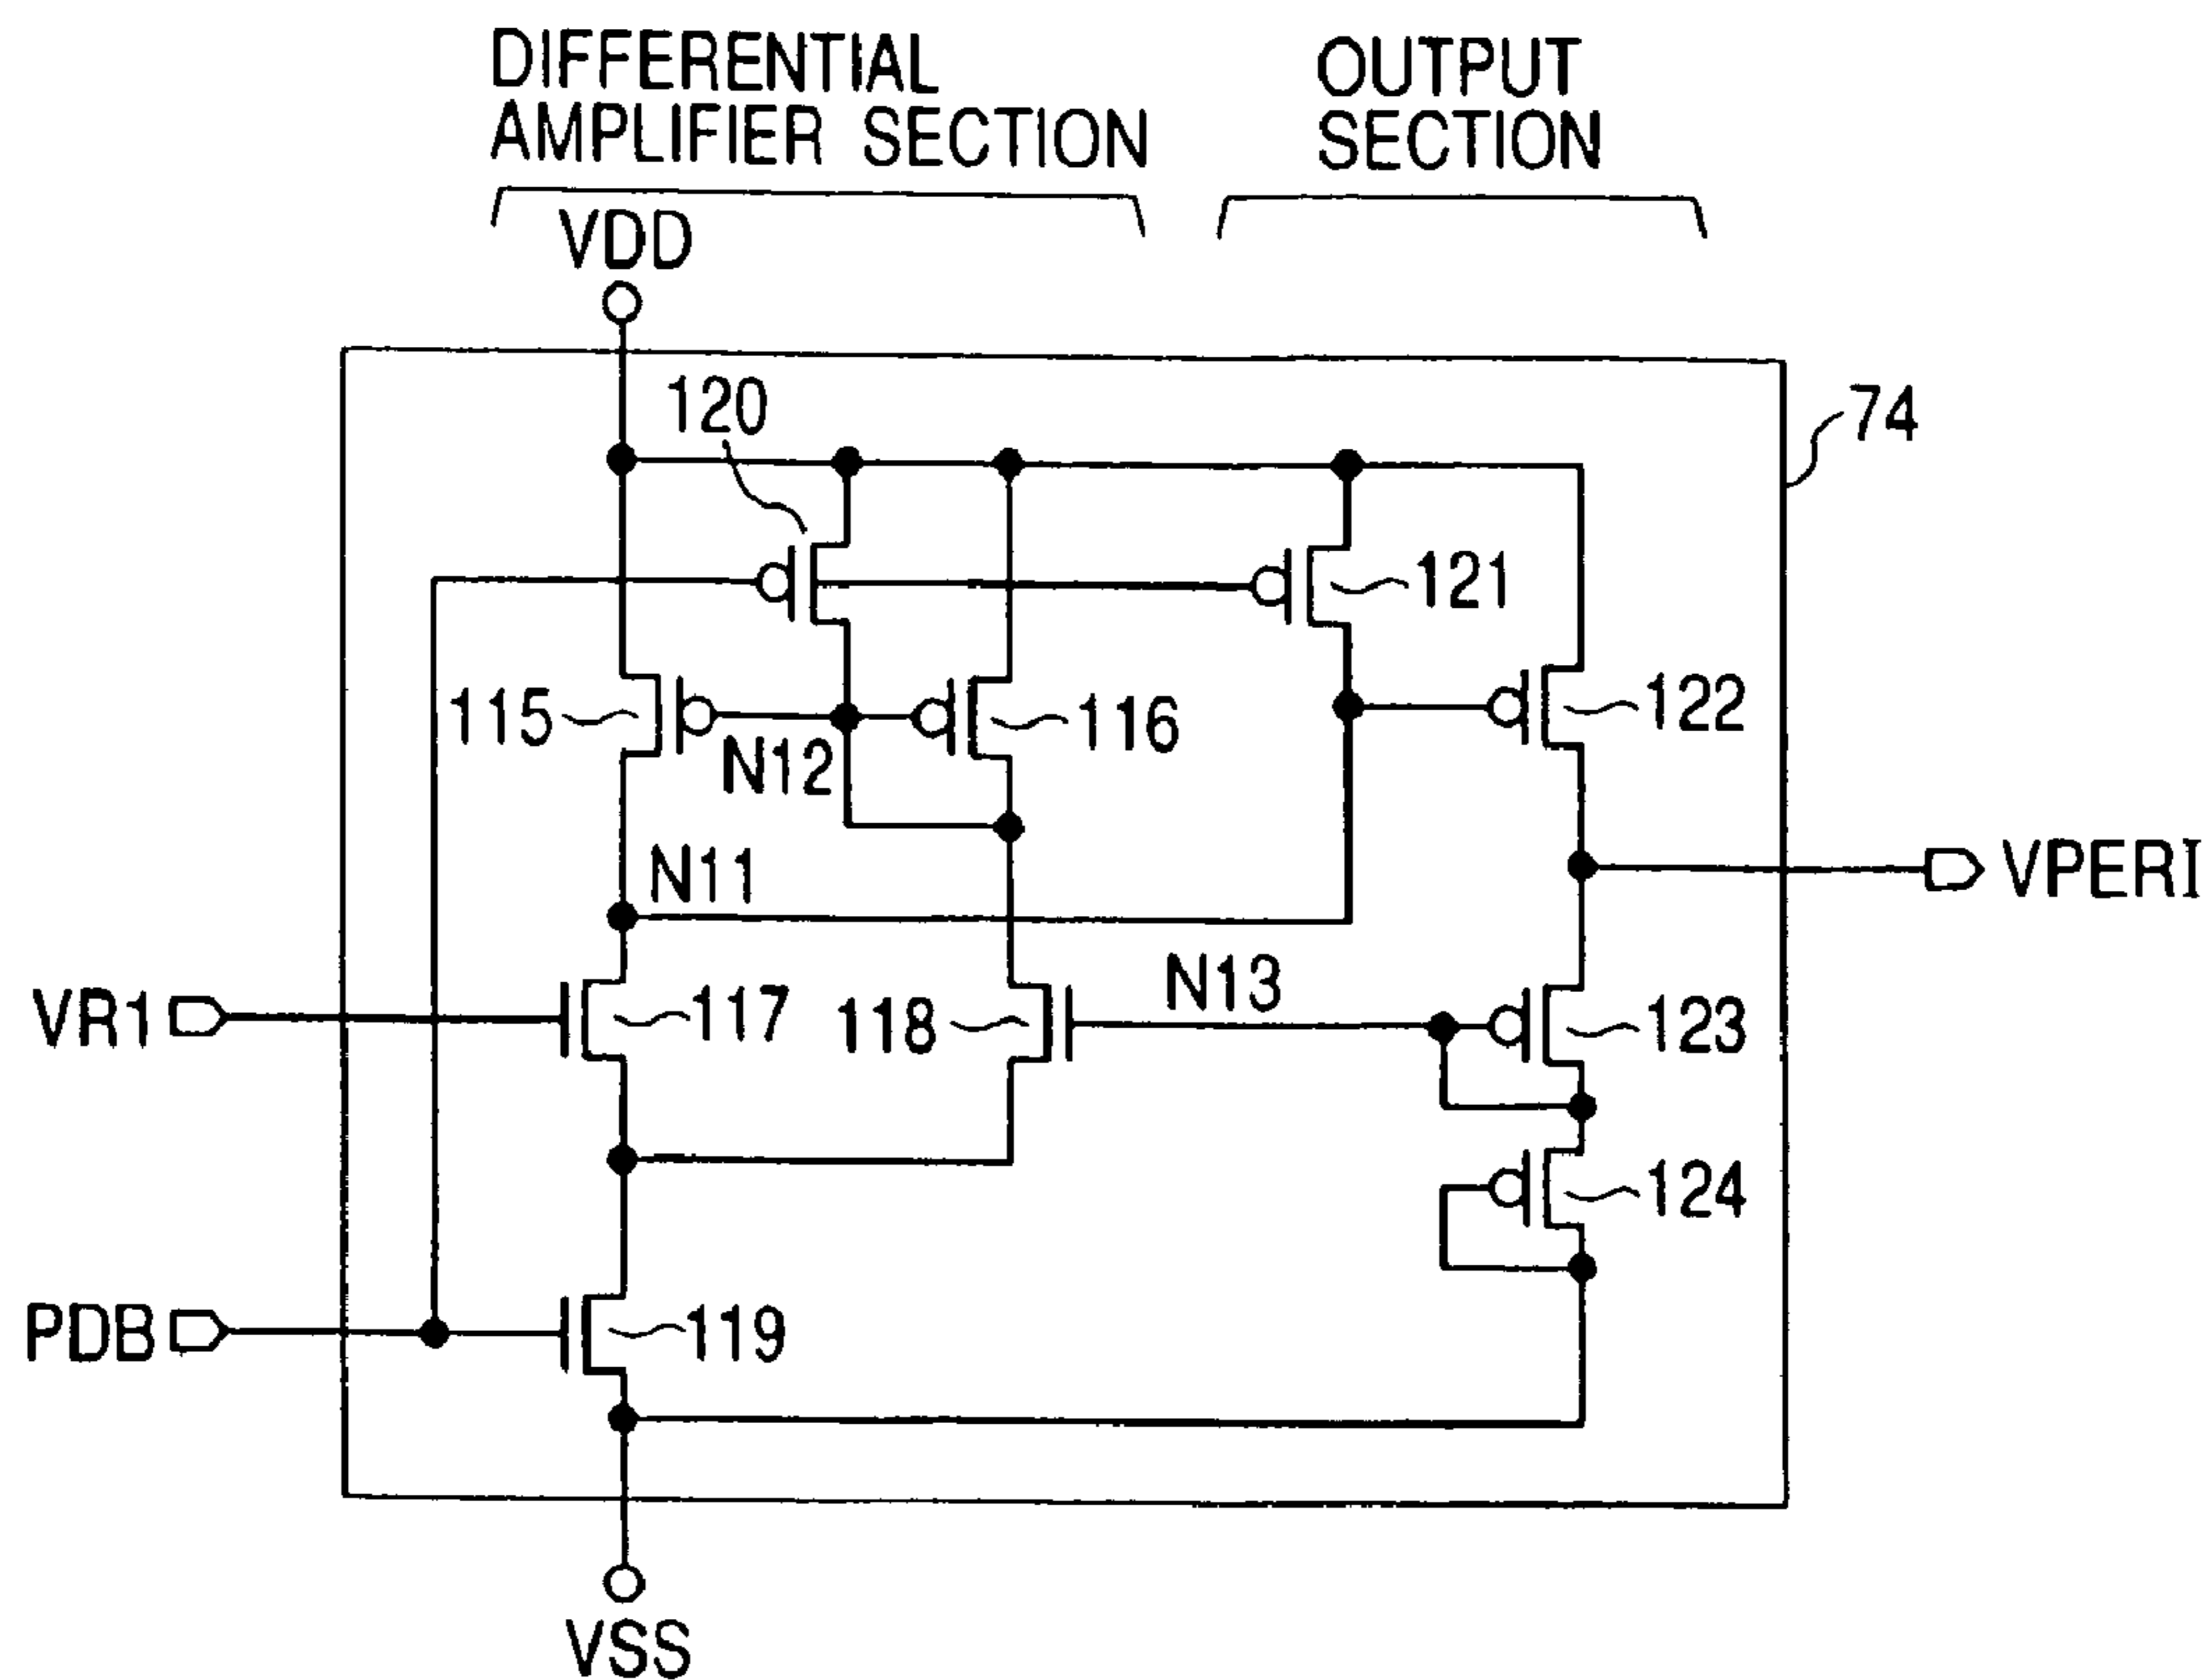 DIFFERENTIAL
AMPLIFIER SECTION
OUTPUT
SECTION
VDD
120
74
121
115
N12
116
122
N11
VPERI
VR1
117
118
N13
123
124
PDB
119
VSS